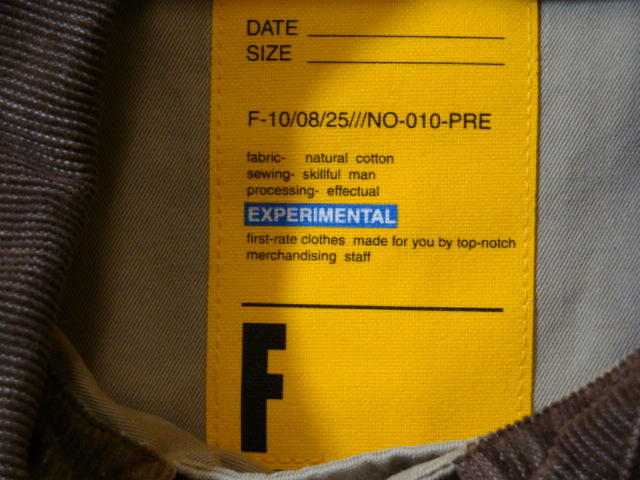 DATE
SIZE
F-10/08/25///NO-010-PRE
fabric- natural cotton
sewing- skillful man
processing- effectual
EXPERIMENTAL
first-rate clothes made for you by top-notch
merchandising staff
F